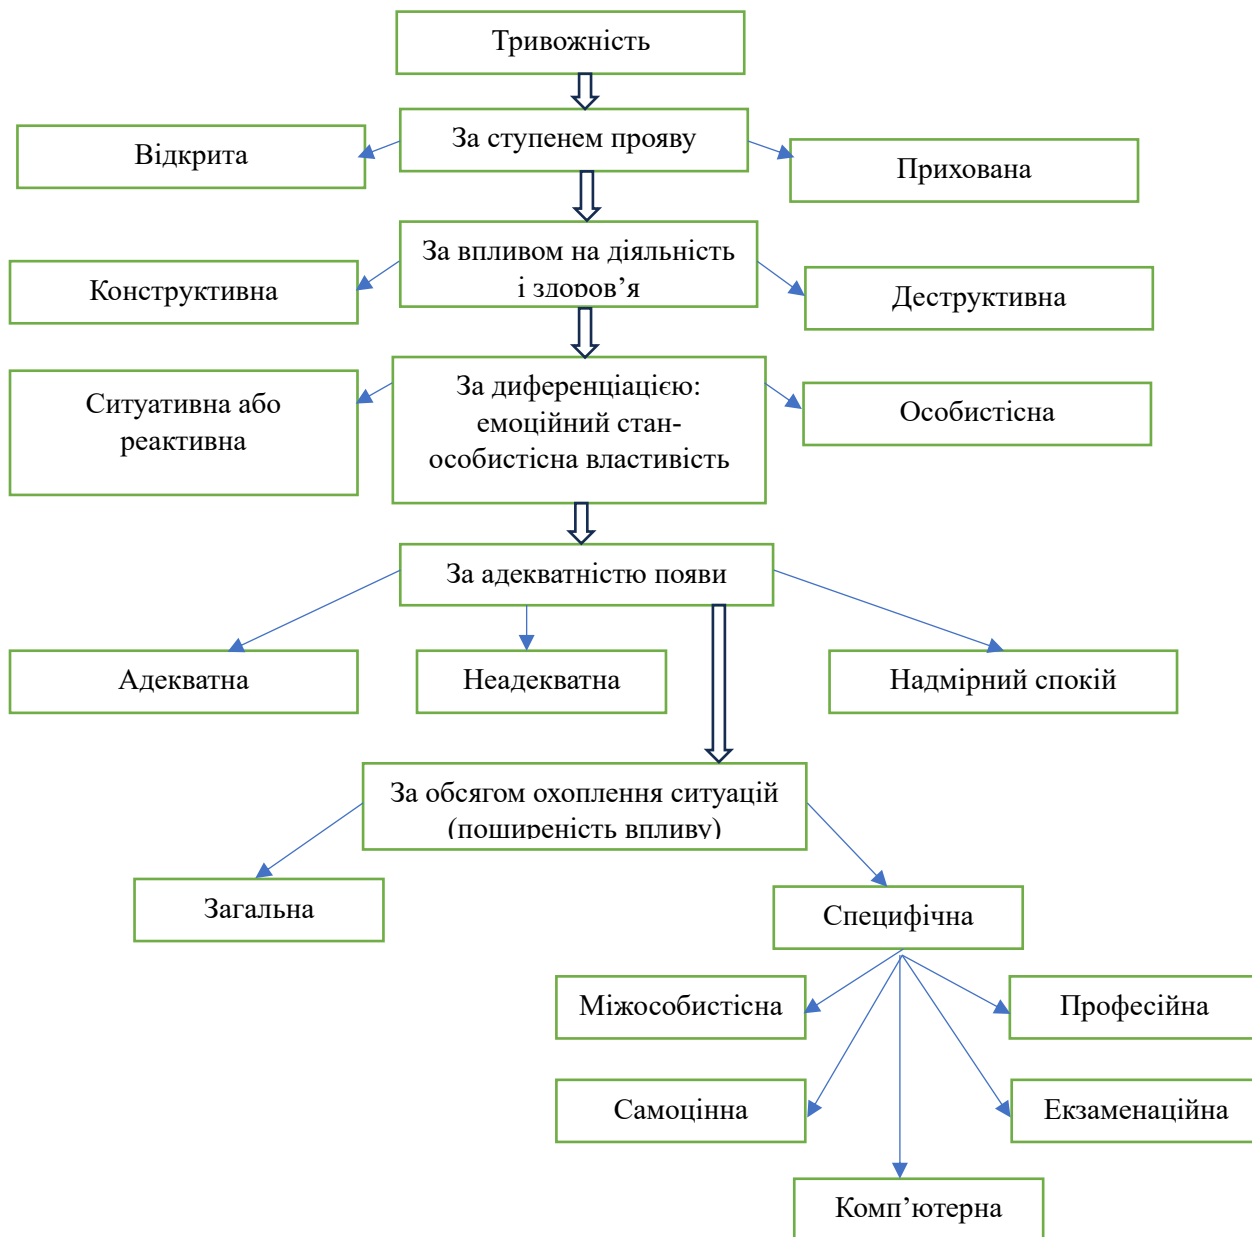 Тривожність
За ступенем прояву
Відкрита
Прихована
За впливом на діяльність
і здоров’я
Конструктивна
Деструктивна
За диференціацією:
емоційний стан-
особистісна властивість
Ситуативна або
реактивна
Особистісна
За адекватністю появи
Адекватна
Неадекватна
Надмірний спокій
За обсягом охоплення ситуацій
(поширеність впливу)
Загальна
Специфічна
Міжособистісна
Професійна
Самоцінна
Екзаменаційна
Комп’ютерна